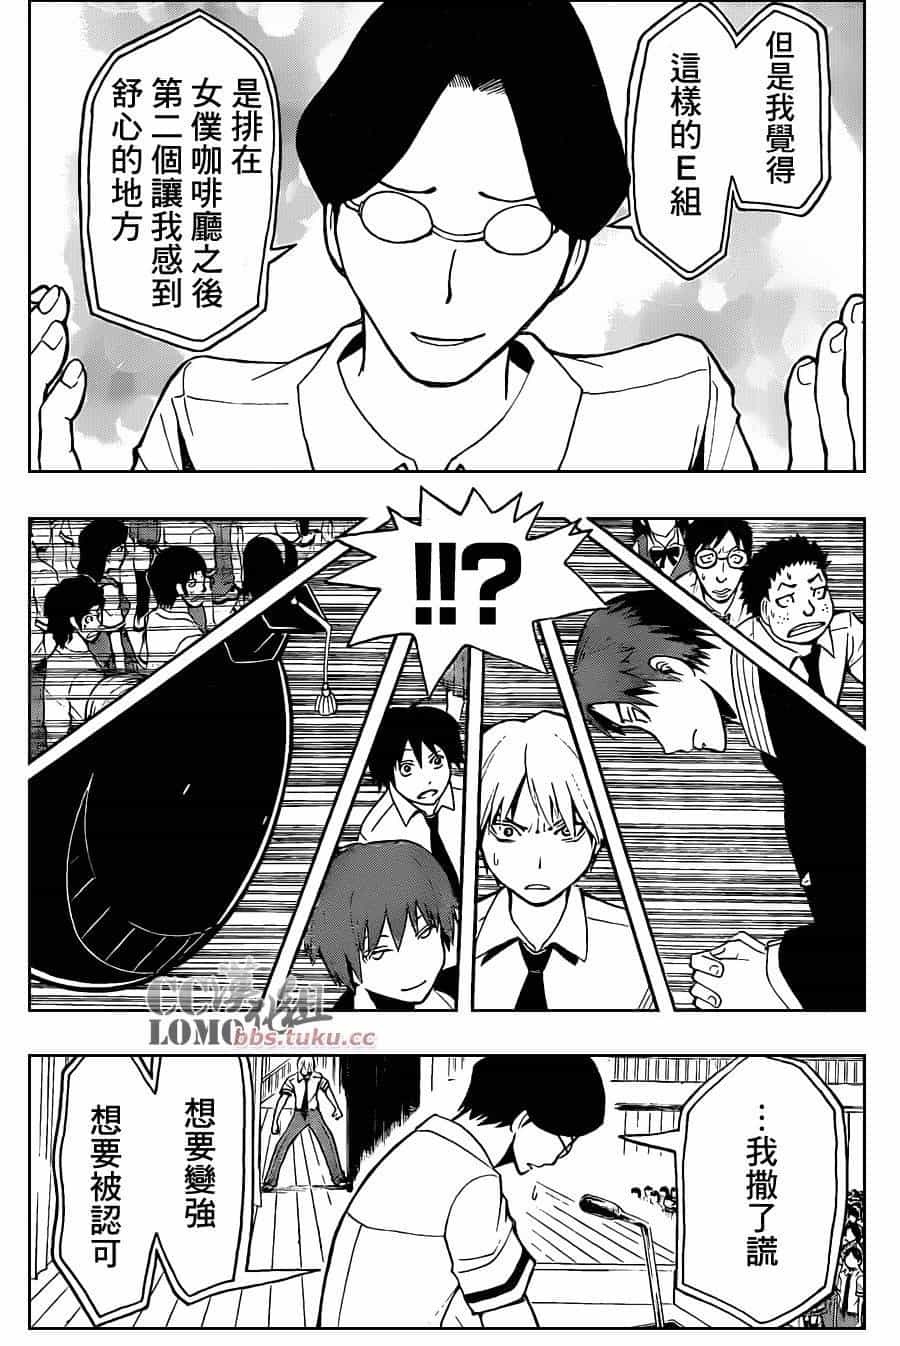 但是我覺得
這樣的E組
是排在
女僕咖啡廳之後
第二個讓我感到
舒心的地方
!!?
CC漢化組
LOMO
bbs.tuku.cc
…我撒了謊
想要變強
想要被認可